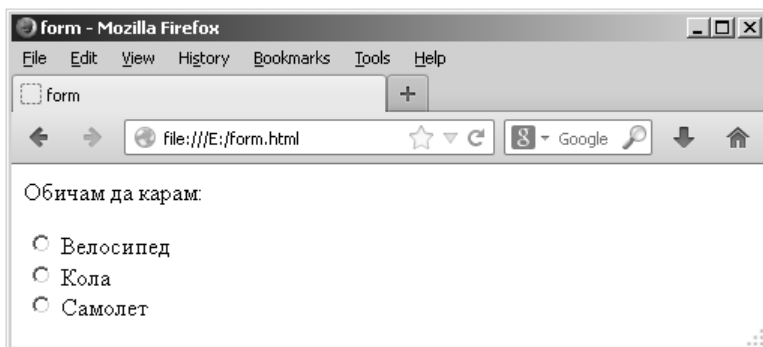 form - Mozilla Firefox
File Edit View History Bookmarks Tools Help
form +
file:///E:/form.html 8 Google
Обичам да карам:
Велосипед
Кола
Самолет